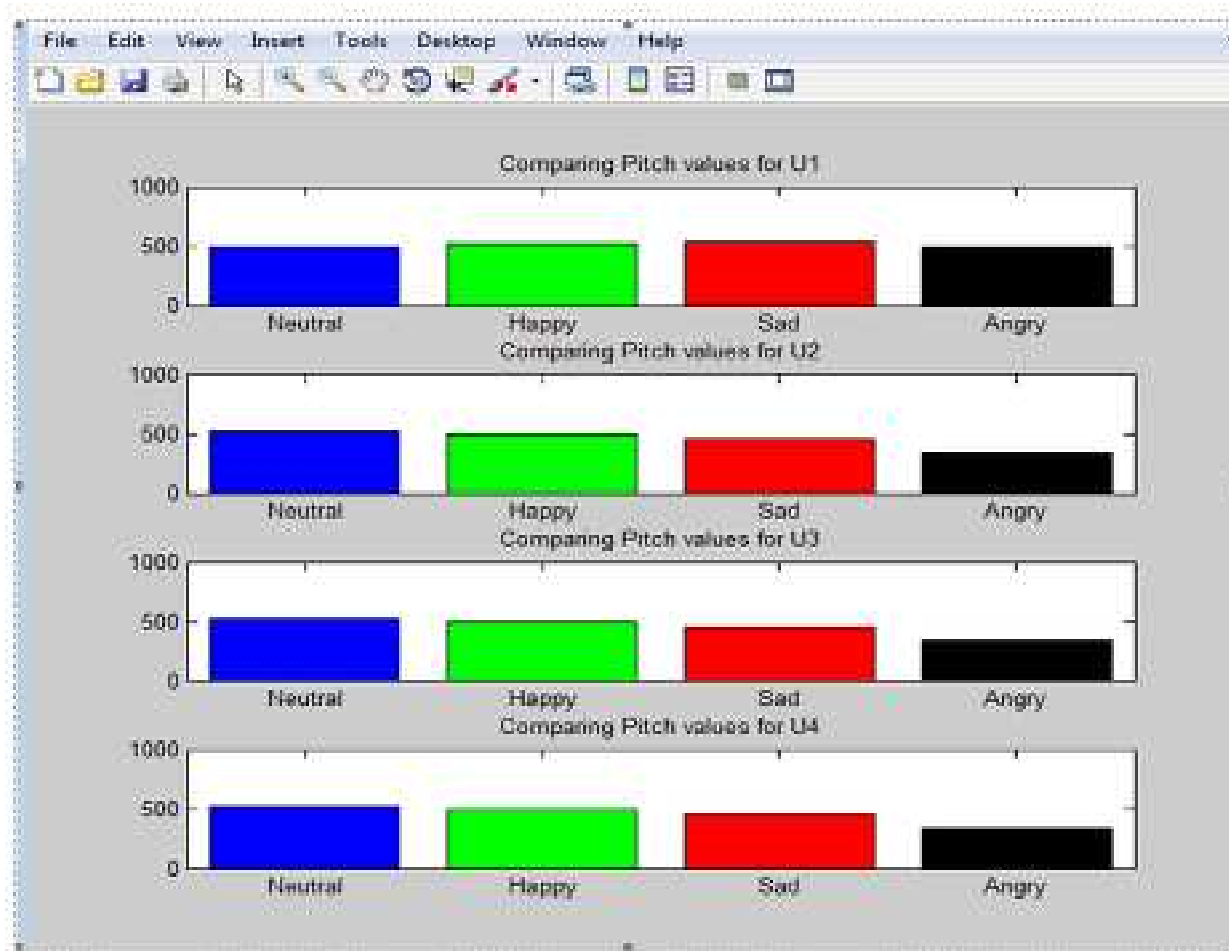 File Edit View Insert Tools Desktop Window Help
Comparing Pitch values for U1
1000
500
0
Neutral Happy Sad Angry
Comparing Pitch values for U2
1000
500
0
Neutral Happy Sad Angry
Comparing Pitch values for U3
1000
500
0
Neutral Happy Sad Angry
Comparing Pitch values for U4
1000
500
0
Neutral Happy Sad Angry